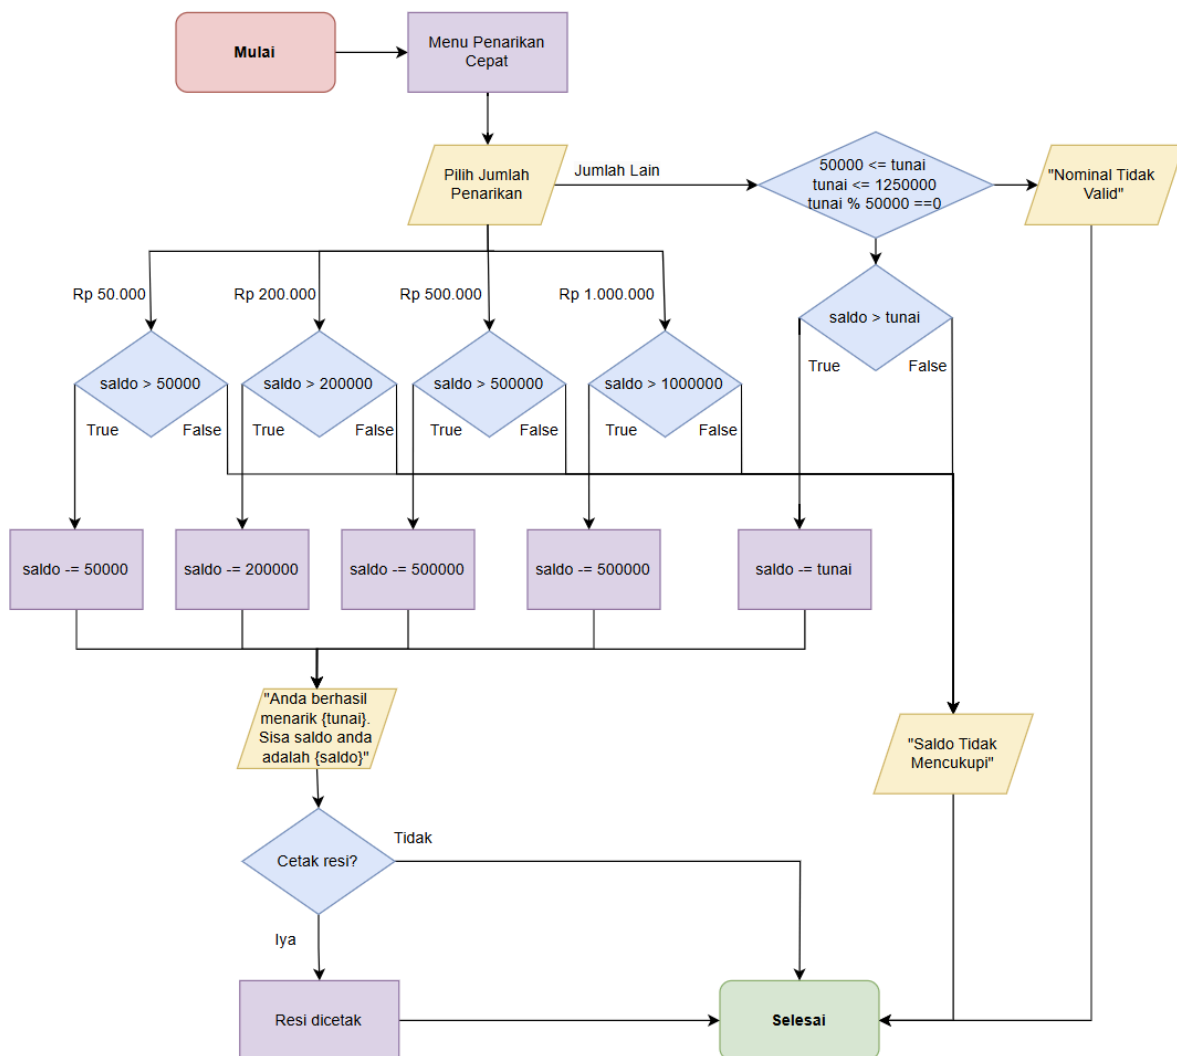 Mulai
Menu Penarikan
Cepat
Pilih Jumlah
Penarikan
Jumlah Lain
50000 <= tunai
tunai <= 1250000
tunai % 50000 ==0
"Nominal Tidak
Valid"
Rp 50.000
Rp 200.000
Rp 500.000
Rp 1.000.000
saldo > tunai
True
False
saldo > 50000
saldo > 200000
saldo > 500000
saldo > 1000000
True
False
True
False
True
False
True
False
saldo -= 50000
saldo -= 200000
saldo -= 500000
saldo -= 500000
saldo -= tunai
"Anda berhasil
menarik {tunai}.
Sisa saldo anda
adalah {saldo}"
"Saldo Tidak
Mencukupi"
Cetak resi?
Tidak
Iya
Resi dicetak
Selesai